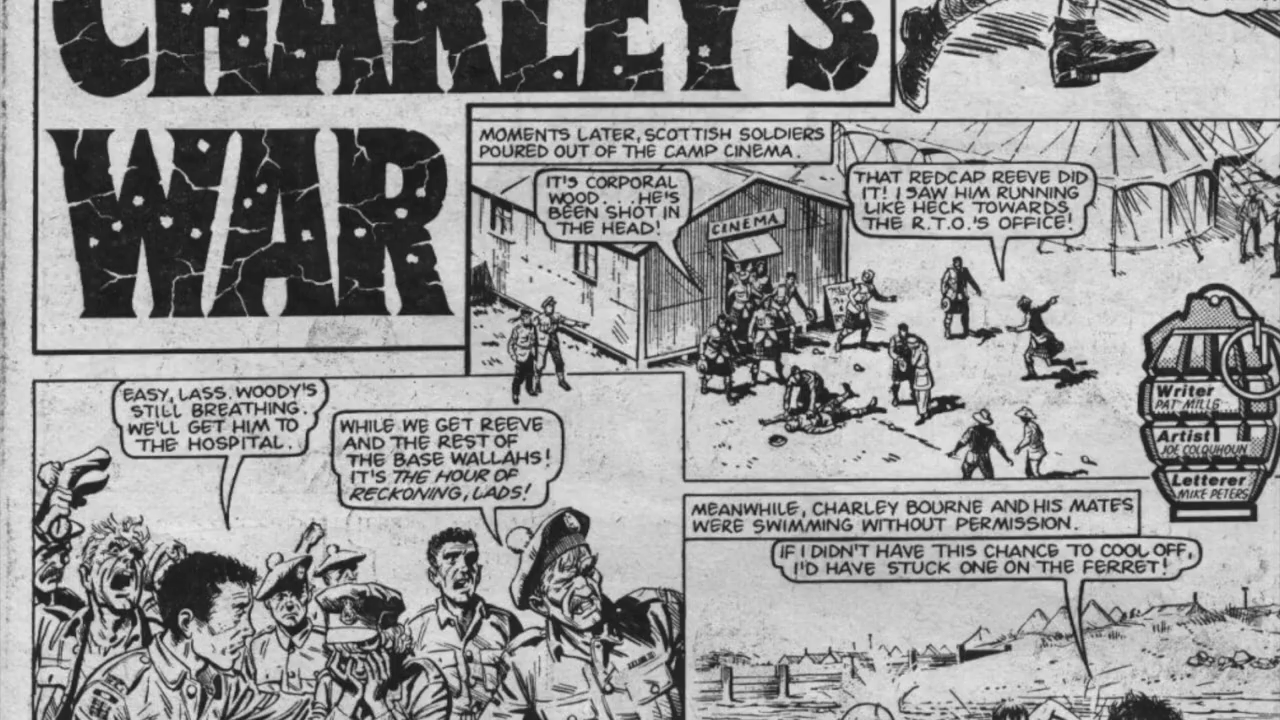 CHARLEY'S
WAR
MOMENTS LATER, SCOTTISH SOLDIERS
POURED OUT OF THE CAMP CINEMA.
IT'S CORPORAL
WOOD. . . HE'S
BEEN SHOT IN
THE HEAD!
CINEMA
THAT REDCAP REEVE DID
IT! I SAW HIM RUNNING
LIKE HECK TOWARDS
THE R.T.O.'S OFFICE!
Writer
PAT MILLS
Artist
JOE COLQUHOUN
Letterer
MIKE PETERS
EASY, LASS. WOODY'S
STILL BREATHING.
WE'LL GET HIM TO
THE HOSPITAL.
WHILE WE GET REEVE
AND THE REST OF
THE BASE WALLAHS!
IT'S THE HOUR OF
RECKONING, LADS!
MEANWHILE, CHARLEY BOURNE AND HIS MATES
WERE SWIMMING WITHOUT PERMISSION.
IF I DIDN'T HAVE THIS CHANCE TO COOL OFF,
I'D HAVE STUCK ONE ON THE FERRET!